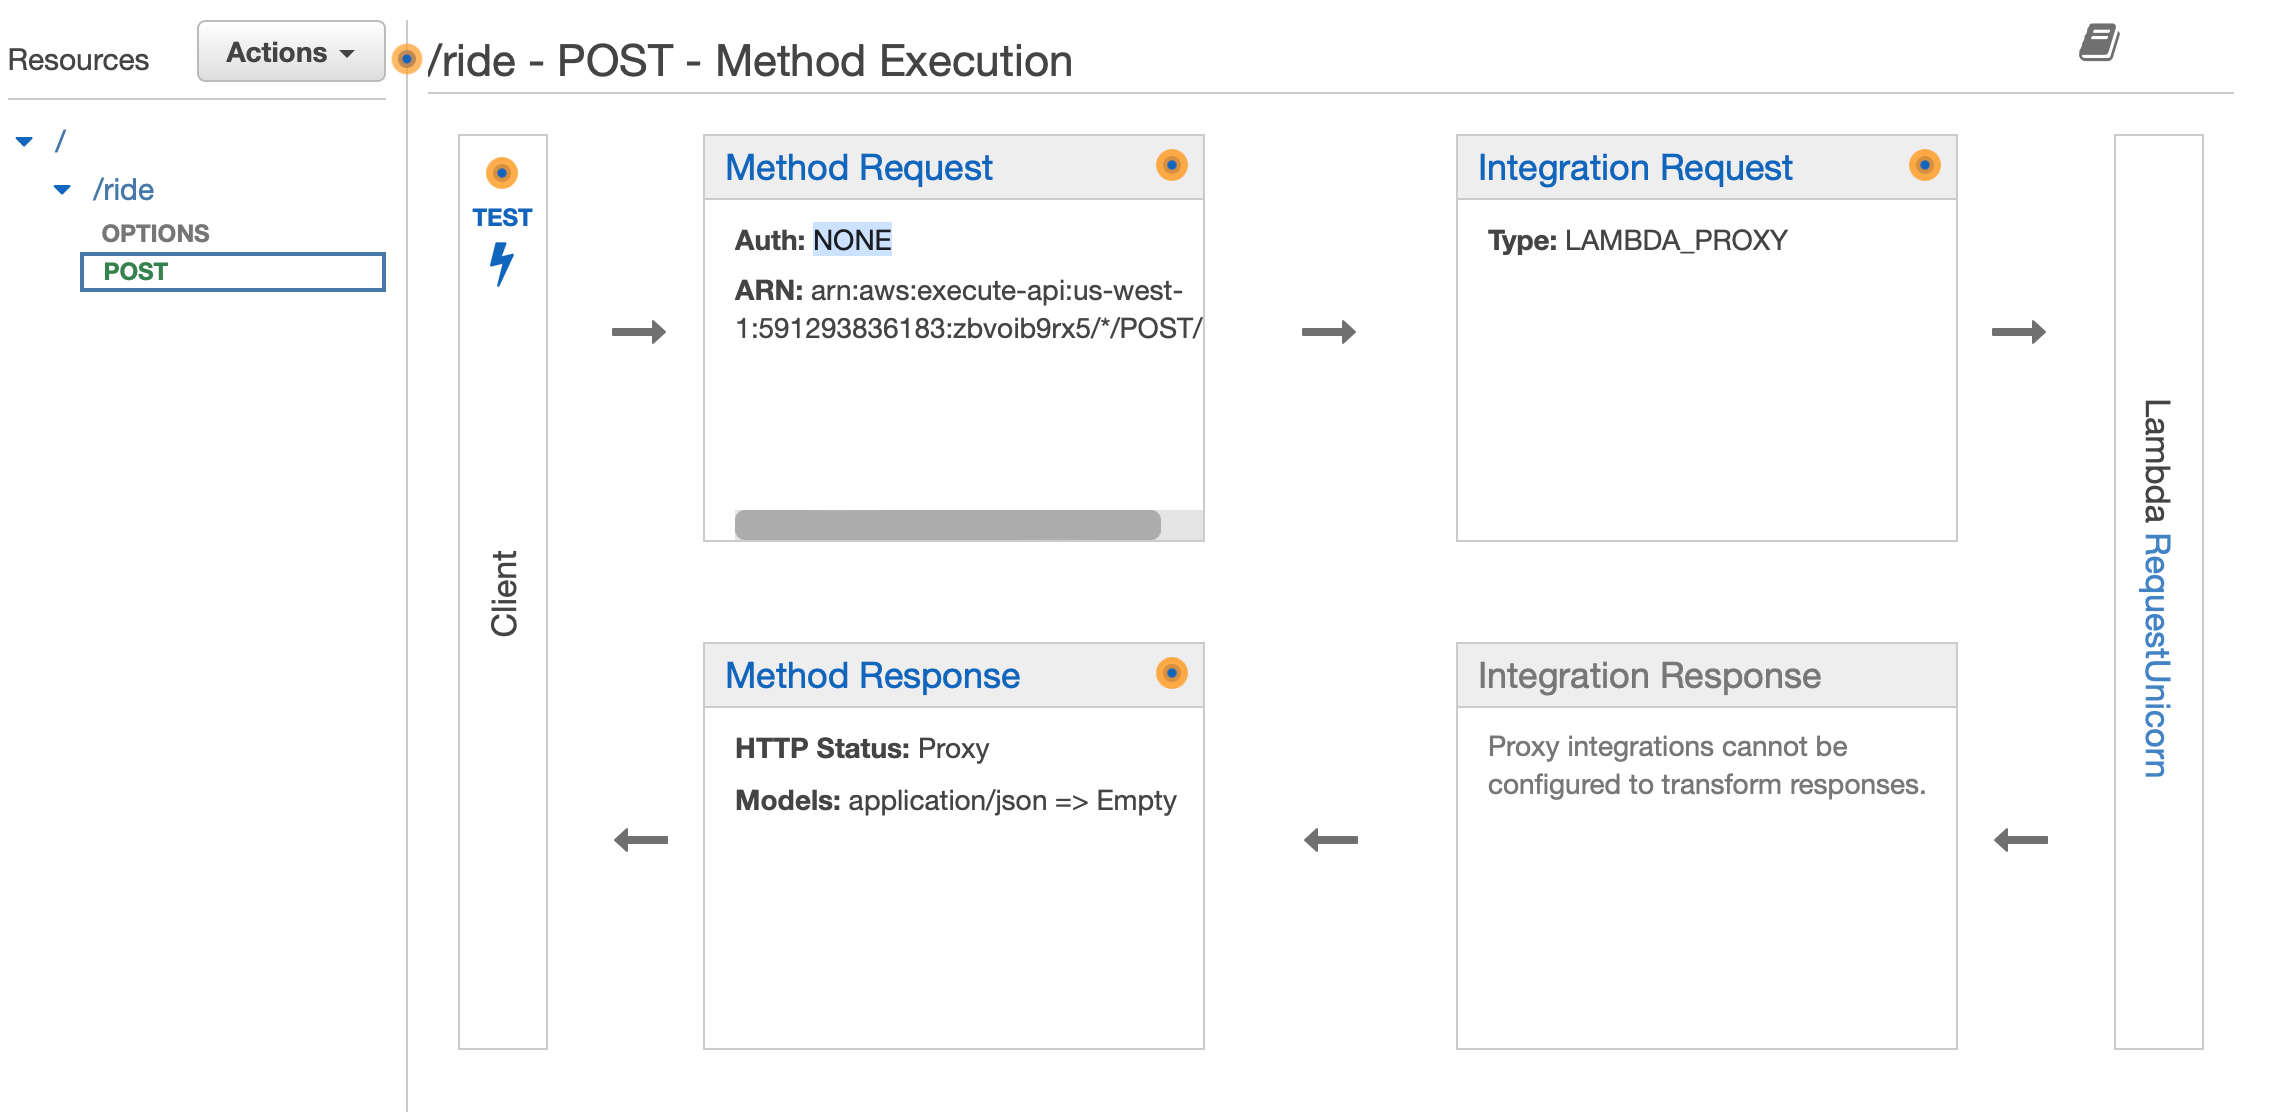 Resources
Actions
/
/ride
OPTIONS
POST
/ride - POST - Method Execution
TEST
Client
Method Request
Auth: NONE
ARN: arn:aws:execute-api:us-west-
1:591293836183:zbvoib9rx5/*/POST/
Integration Request
Type: LAMBDA_PROXY
Lambda RequestUnicorn
Method Response
HTTP Status: Proxy
Models: application/json => Empty
Integration Response
Proxy integrations cannot be
configured to transform responses.